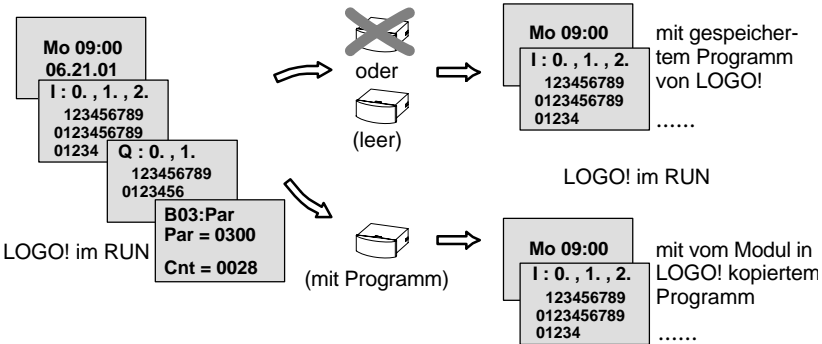 Mo 09:00
06.21.01
I : 0. , 1. , 2.
123456789
0123456789
01234
Q : 0. , 1.
123456789
0123456
B03:Par
Par = 0300
Cnt = 0028
LOGO! im RUN
oder
(leer)
(mit Programm)
Mo 09:00
I : 0. , 1. , 2.
123456789
0123456789
01234
mit gespeicher-
tem Programm
von LOGO!
......
LOGO! im RUN
Mo 09:00
I : 0. , 1. , 2.
123456789
0123456789
01234
mit vom Modul in
LOGO! kopiertem
Programm
......